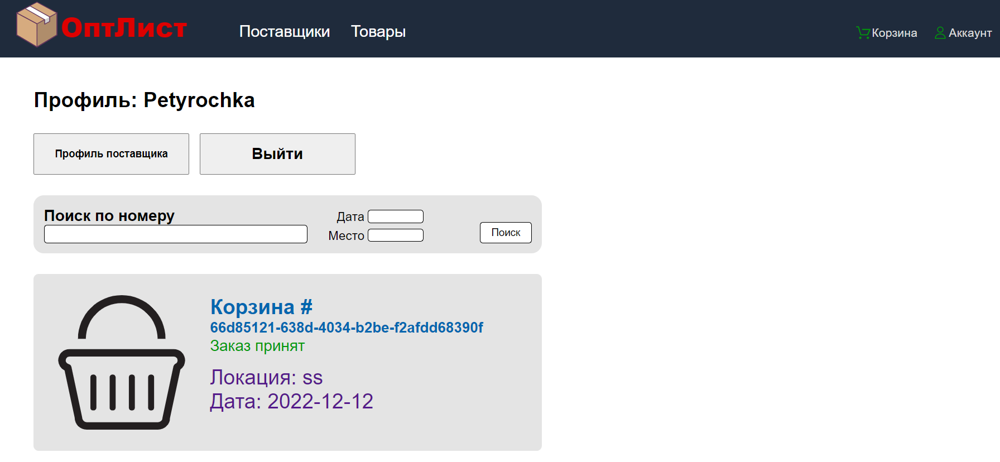 ОптЛист
Поставщики Товары
Корзина Аккаунт
Профиль: Petyrochka
Профиль поставщика Выйти
Поиск по номеру
Дата
Место
Поиск
Корзина #
66d85121-638d-4034-b2be-f2afdd68390f
Заказ принят
Локация: ss
Дата: 2022-12-12